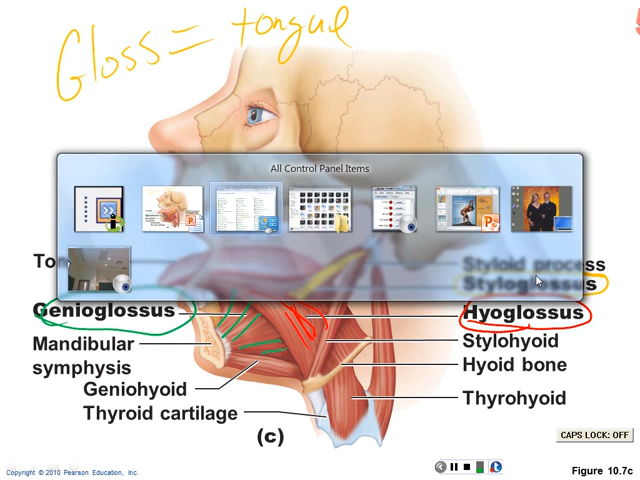 Gloss = tongue
All Control Panel Items
To
Styloid process
Styloglossus
Genioglossus
Hyoglossus
Mandibular
symphysis
Stylohyoid
Hyoid bone
Geniohyoid
Thyrohyoid
Thyroid cartilage
(c)
CAPS LOCK: OFF
Copyright © 2010 Pearson Education, Inc.
Figure 10.7c